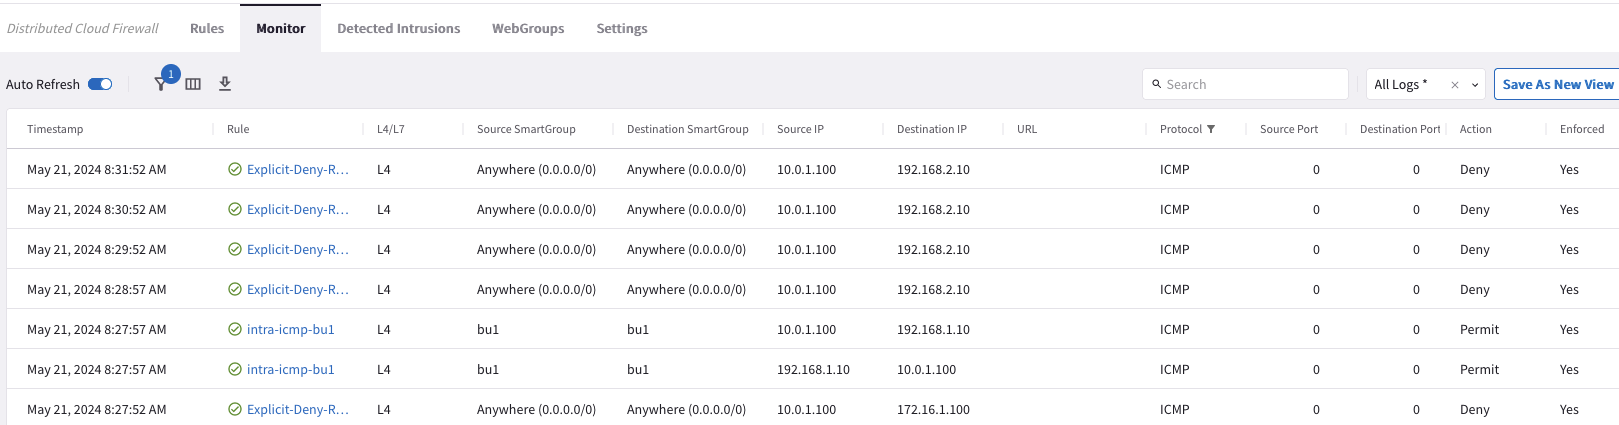 Distributed Cloud Firewall Rules Monitor Detected Intrusions WebGroups Settings
Auto Refresh 1 Search All Logs * Save As New View
Timestamp Rule L4/L7 Source SmartGroup Destination SmartGroup Source IP Destination IP URL Protocol Source Port Destination Port Action Enforced
May 21, 2024 8:31:52 AM Explicit-Deny-R... L4 Anywhere (0.0.0.0/0) Anywhere (0.0.0.0/0) 10.0.1.100 192.168.2.10 ICMP 0 0 Deny Yes
May 21, 2024 8:30:52 AM Explicit-Deny-R... L4 Anywhere (0.0.0.0/0) Anywhere (0.0.0.0/0) 10.0.1.100 192.168.2.10 ICMP 0 0 Deny Yes
May 21, 2024 8:29:52 AM Explicit-Deny-R... L4 Anywhere (0.0.0.0/0) Anywhere (0.0.0.0/0) 10.0.1.100 192.168.2.10 ICMP 0 0 Deny Yes
May 21, 2024 8:28:57 AM Explicit-Deny-R... L4 Anywhere (0.0.0.0/0) Anywhere (0.0.0.0/0) 10.0.1.100 192.168.2.10 ICMP 0 0 Deny Yes
May 21, 2024 8:27:57 AM intra-icmp-bu1 L4 bu1 bu1 10.0.1.100 192.168.1.10 ICMP 0 0 Permit Yes
May 21, 2024 8:27:57 AM intra-icmp-bu1 L4 bu1 bu1 192.168.1.10 10.0.1.100 ICMP 0 0 Permit Yes
May 21, 2024 8:27:52 AM Explicit-Deny-R... L4 Anywhere (0.0.0.0/0) Anywhere (0.0.0.0/0) 10.0.1.100 172.16.1.100 ICMP 0 0 Deny Yes